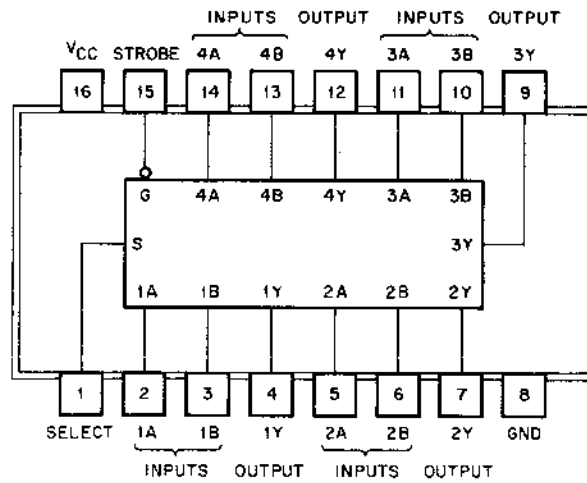 INPUTS OUTPUT INPUTS OUTPUT
VCC STROBE 4A 4B 4Y 3A 3B 3Y
16 15 14 13 12 11 10 9
G 4A 4B 4Y 3A 3B
S 3Y
1A 1B 1Y 2A 2B 2Y
1 2 3 4 5 6 7 8
SELECT 1A 1B 1Y 2A 2B 2Y GND
INPUTS OUTPUT INPUTS OUTPUT